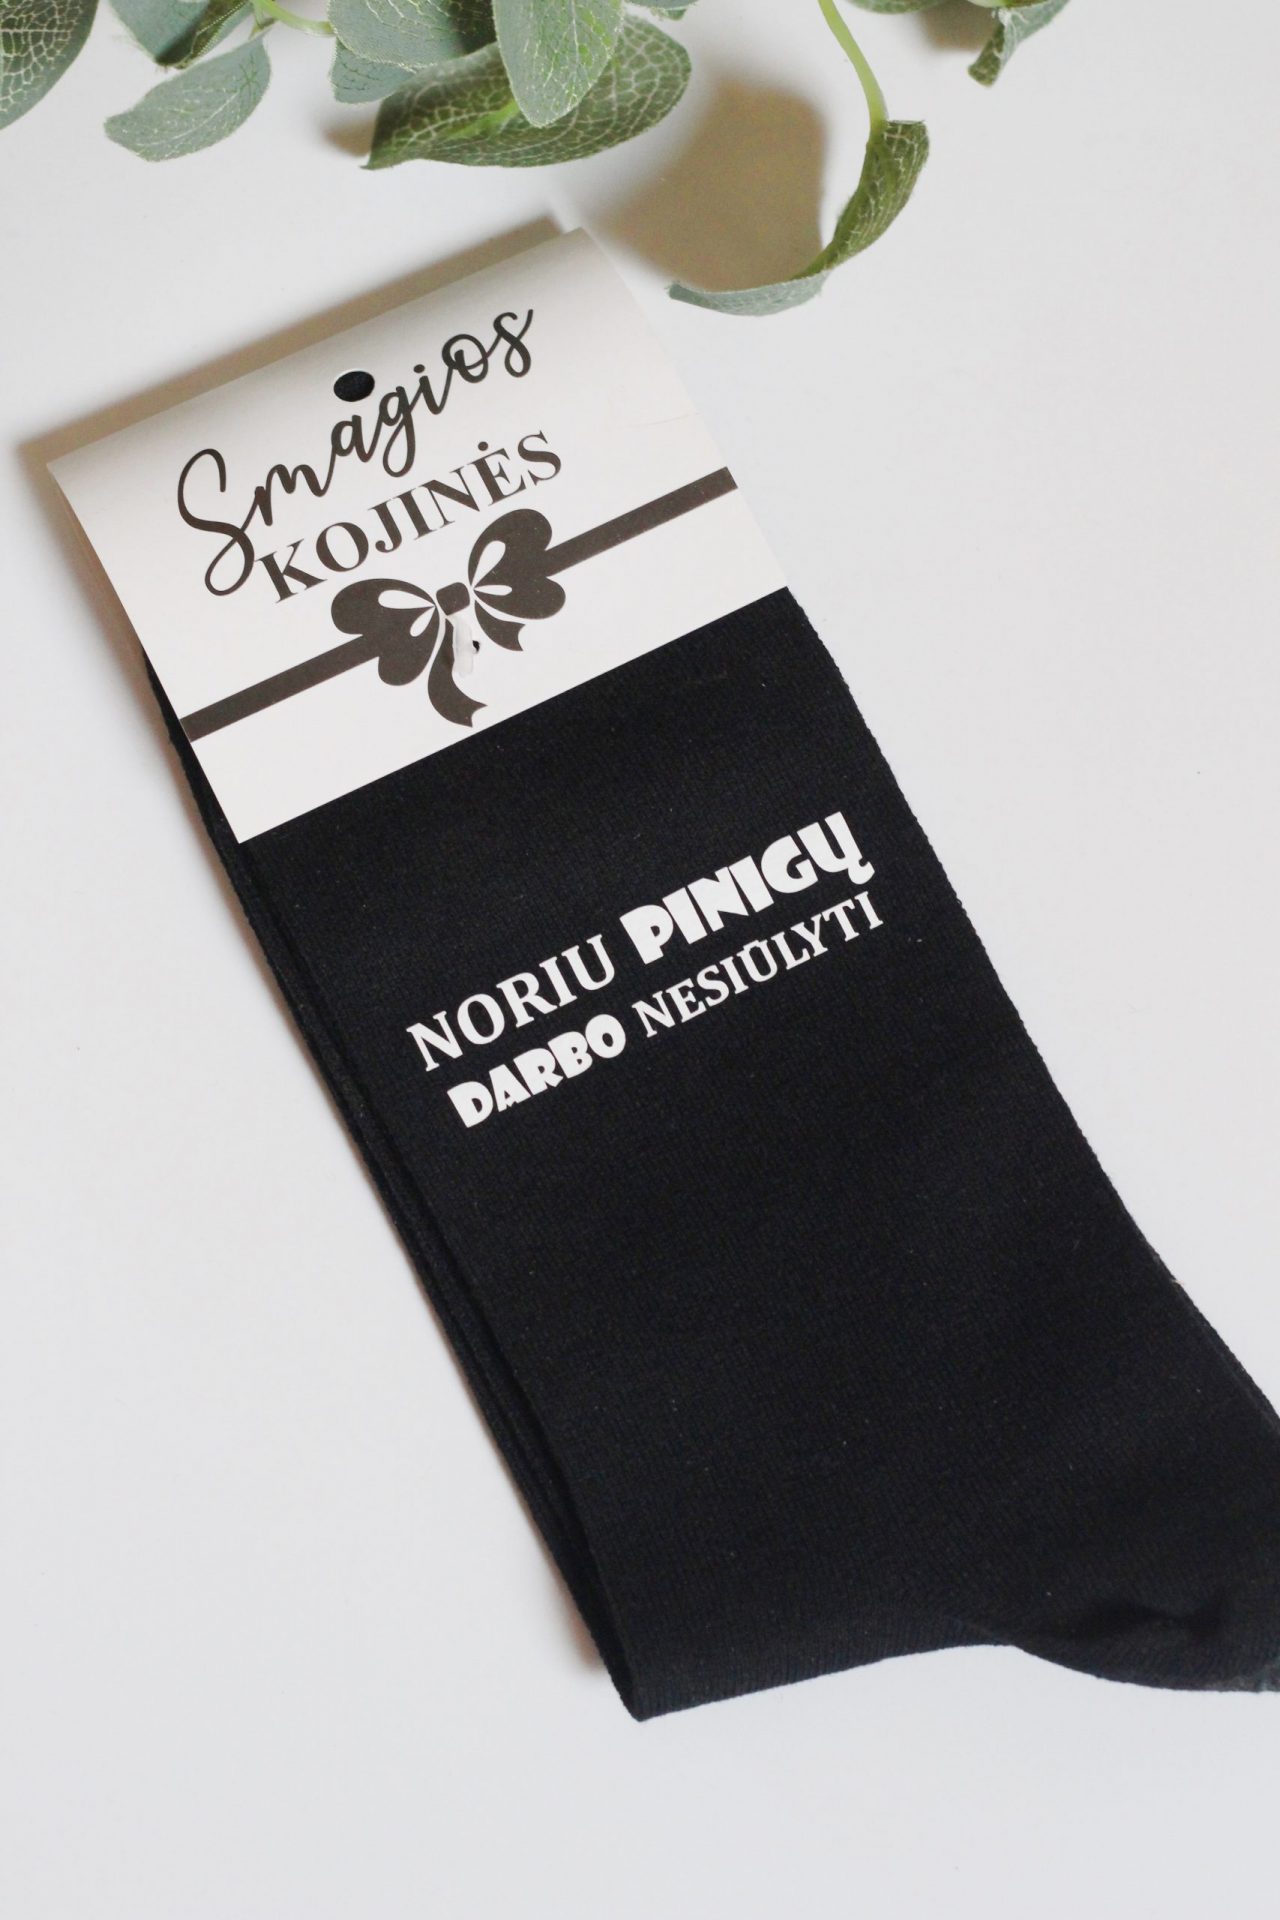 Smagios
KOJINĖS
NORIU PINIGŲ
DARBO NESIŪLYTI